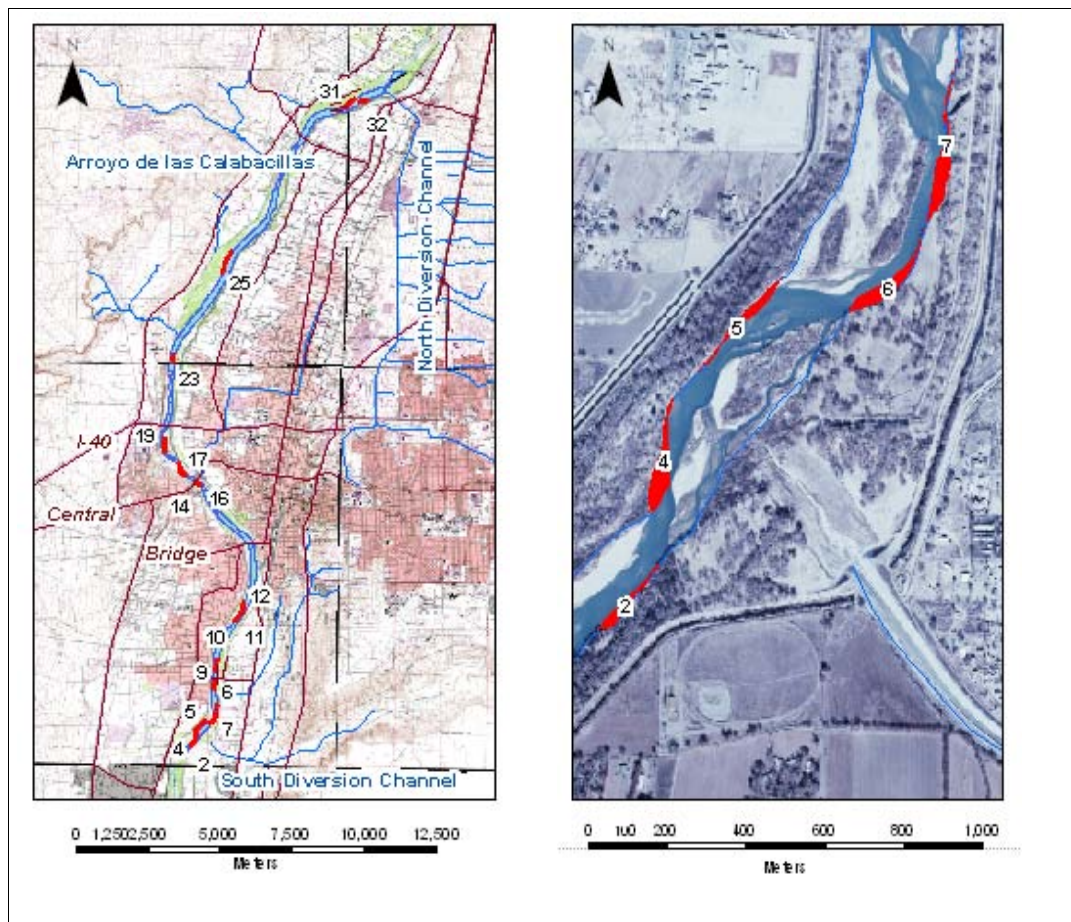 N
31
32
Arroyo de las Calabacillas
North Diversion Channel
25
23
I-40
19
17
14
16
Central
Bridge
12
10
11
9
6
5
7
4
2
South Diversion Channel
0 1,250 2,500 5,000 7,500 10,000 12,500
Meters
N
7
6
5
4
2
0 100 200 400 600 800 1,000
Meters